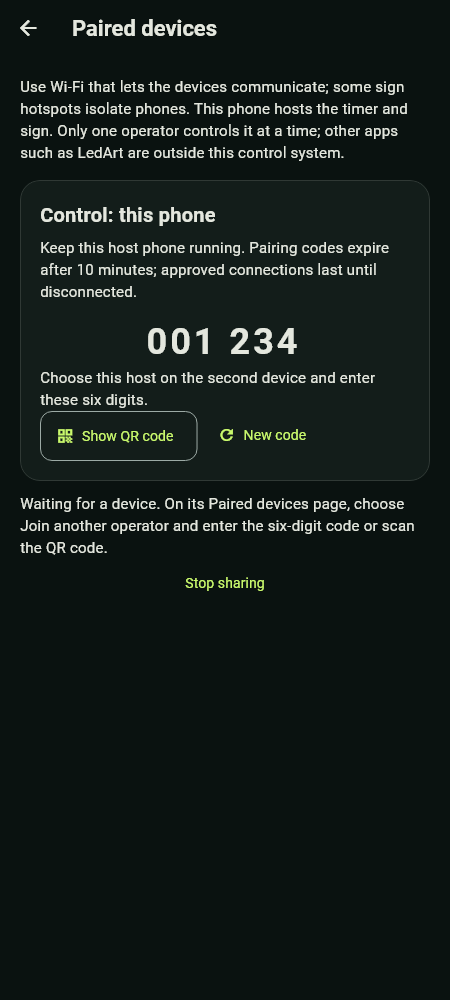 Paired devices
Use Wi-Fi that lets the devices communicate; some sign
hotspots isolate phones. This phone hosts the timer and
sign. Only one operator controls it at a time; other apps
such as LedArt are outside this control system.
Control: this phone
Keep this host phone running. Pairing codes expire
after 10 minutes; approved connections last until
disconnected.
001 234
Choose this host on the second device and enter
these six digits.
Show QR code
New code
Waiting for a device. On its Paired devices page, choose
Join another operator and enter the six-digit code or scan
the QR code.
Stop sharing